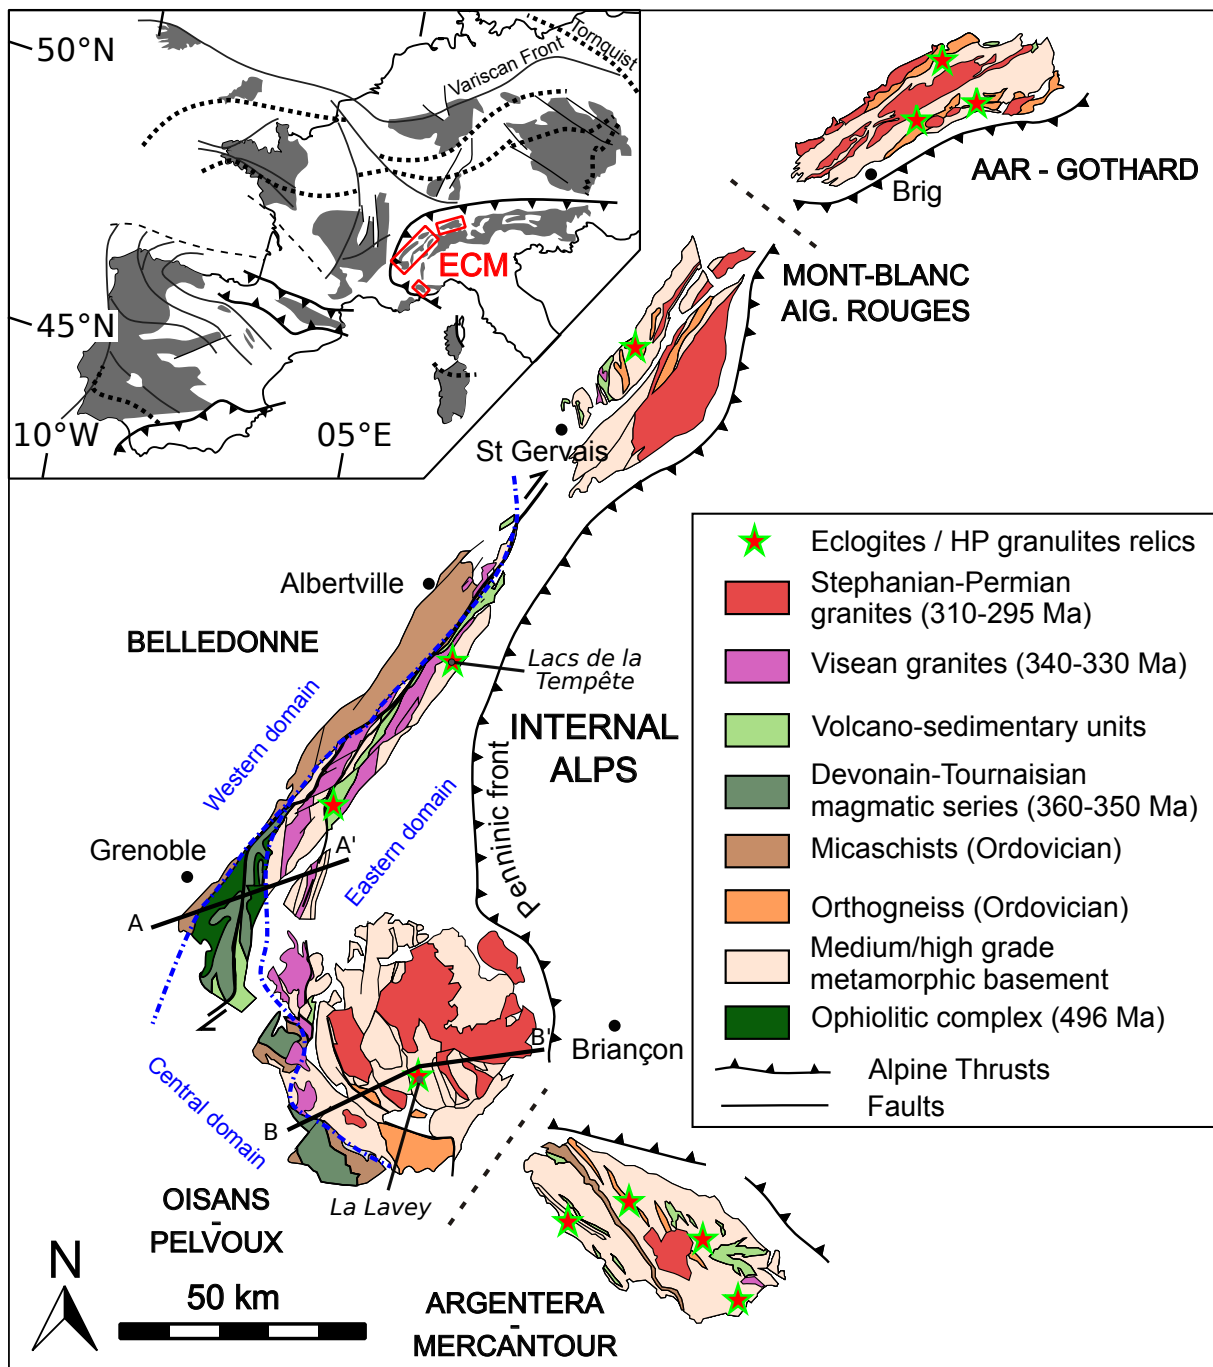 50°N
Tornquist
Variscan Front
ECM
45°N
10°W
05°E
AAR - GOTHARD
Brig
MONT-BLANC
AIG. ROUGES
St Gervais
Albertville
BELLEDONNE
Lacs de la
Tempête
Western domain
INTERNAL
ALPS
Penninic front
Eastern domain
Grenoble
A'
A
Briançon
B'
B
Central domain
La Lavey
OISANS
-
PELVOUX
N
50 km
ARGENTERA
-
MERCANTOUR
Eclogites / HP granulites relics
Stephanian-Permian
granites (310-295 Ma)
Visean granites (340-330 Ma)
Volcano-sedimentary units
Devonain-Tournaisian
magmatic series (360-350 Ma)
Micaschists (Ordovician)
Orthogneiss (Ordovician)
Medium/high grade
metamorphic basement
Ophiolitic complex (496 Ma)
Alpine Thrusts
Faults